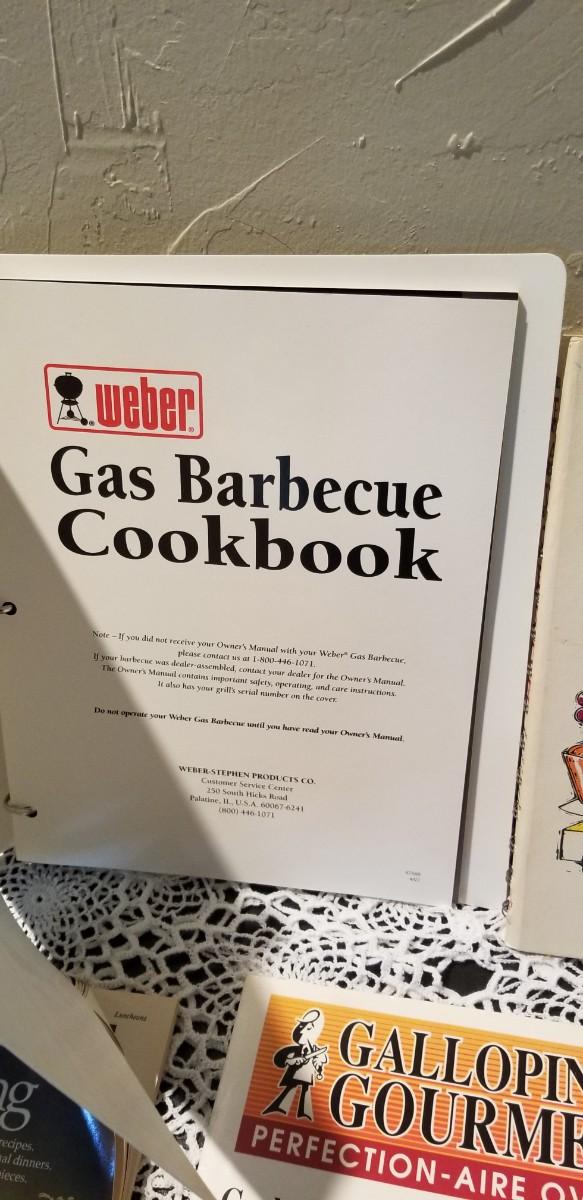 weber
Gas Barbecue
Cookbook
Note – If you did not receive your Owner's Manual with your Weber® Gas Barbecue,
please contact us at 1-800-446-1071.
If your barbecue was dealer-assembled, contact your dealer for the Owner's Manual.
The Owner's Manual contains important safety, operating, and care instructions.
It also has your grill's serial number on the cover.
Do not operate your Weber Gas Barbecue until you have read your Owner's Manual.
WEBER-STEPHEN PRODUCTS CO.
Customer Service Center
250 South Hicks Road
Palatine, IL, U.S.A. 60067-6241
(800) 446-1071
Luncheons
GALLOPIN
GOURME
PERFECTION-AIRE OV
ng
recipes.
al dinners,
pieces.